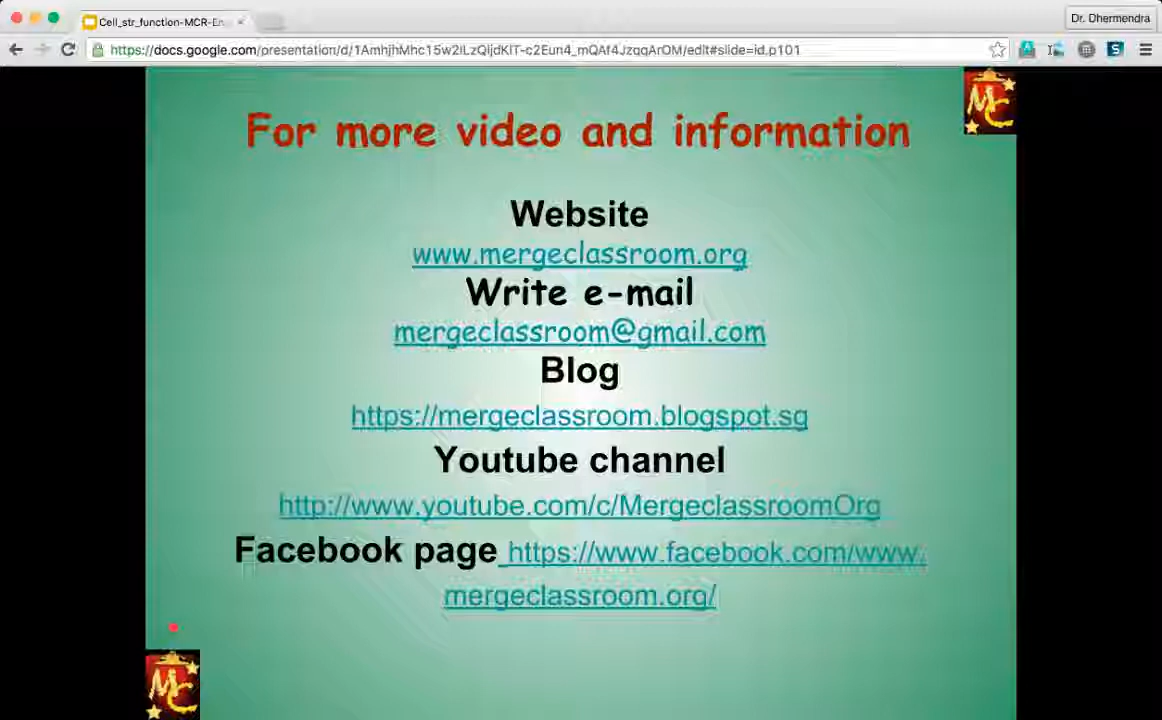 Cell_str_function-MCR-En
Dr. Dhermendra
https://docs.google.com/presentation/d/1AmhjhMhc15w2ILzQljdKIT-c2Eun4_mQAf4JzqqArOM/edit#slide=id.p101
MC
For more video and information
Website
www.mergeclassroom.org
Write e-mail
mergeclassroom@gmail.com
Blog
https://mergeclassroom.blogspot.sg
Youtube channel
http://www.youtube.com/c/MergeclassroomOrg
Facebook page https://www.facebook.com/www.
mergeclassroom.org/
MC